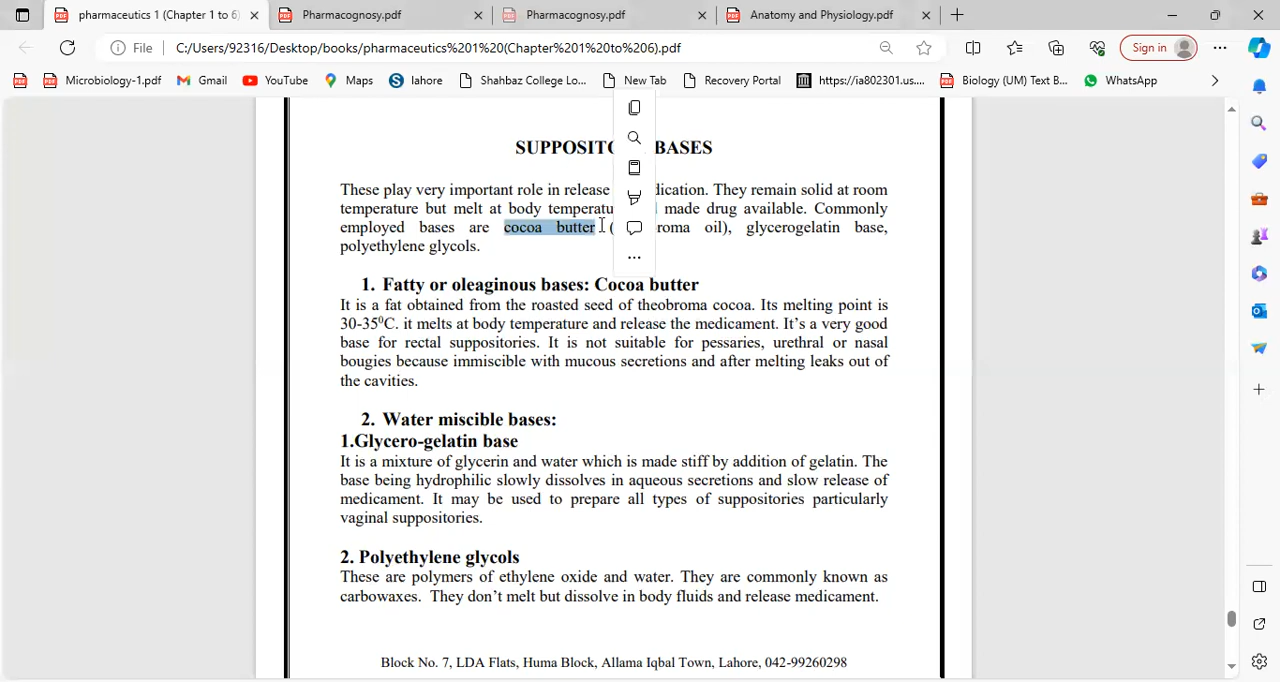 pharmaceutics 1 (Chapter 1 to 6)
Pharmacognosy.pdf
Pharmacognosy.pdf
Anatomy and Physiology.pdf
File
C:/Users/92316/Desktop/books/pharmaceutics%201%20(Chapter%201%20to%206).pdf
Sign in
Microbiology-1.pdf
Gmail
YouTube
Maps
lahore
Shahbaz College Lo...
New Tab
Recovery Portal
https://ia802301.us....
Biology (UM) Text B...
WhatsApp
SUPPOSITO BASES
These play very important role in release dication. They remain solid at room
temperature but melt at body temperatu made drug available. Commonly
employed bases are cocoa butter ( roma oil), glycerogelatin base,
polyethylene glycols.
1. Fatty or oleaginous bases: Cocoa butter
It is a fat obtained from the roasted seed of theobroma cocoa. Its melting point is
30-35⁰C. it melts at body temperature and release the medicament. It's a very good
base for rectal suppositories. It is not suitable for pessaries, urethral or nasal
bougies because immiscible with mucous secretions and after melting leaks out of
the cavities.
2. Water miscible bases:
1.Glycero-gelatin base
It is a mixture of glycerin and water which is made stiff by addition of gelatin. The
base being hydrophilic slowly dissolves in aqueous secretions and slow release of
medicament. It may be used to prepare all types of suppositories particularly
vaginal suppositories.
2. Polyethylene glycols
These are polymers of ethylene oxide and water. They are commonly known as
carbowaxes. They don't melt but dissolve in body fluids and release medicament.
Block No. 7, LDA Flats, Huma Block, Allama Iqbal Town, Lahore, 042-99260298